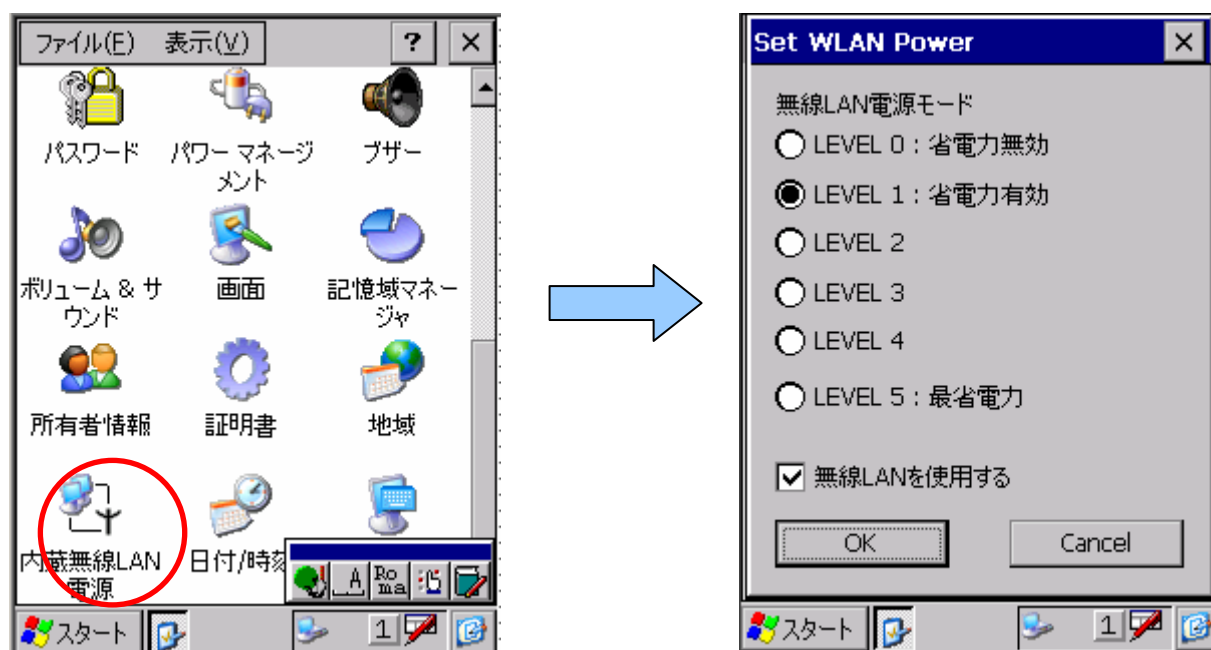 ファイル(F) 表示(V) ? ×
パスワード
パワー マネージ
メント
ブザー
ボリューム & サ
ウンド
画面
記憶域マネー
ジャ
所有者情報
証明書
地域
内蔵無線LAN
電源
日付/時刻
A
Ro
ma
スタート
1
Set WLAN Power ×
無線LAN電源モード
LEVEL 0：省電力無効
LEVEL 1：省電力有効
LEVEL 2
LEVEL 3
LEVEL 4
LEVEL 5：最省電力
無線LANを使用する
OK Cancel
スタート
1